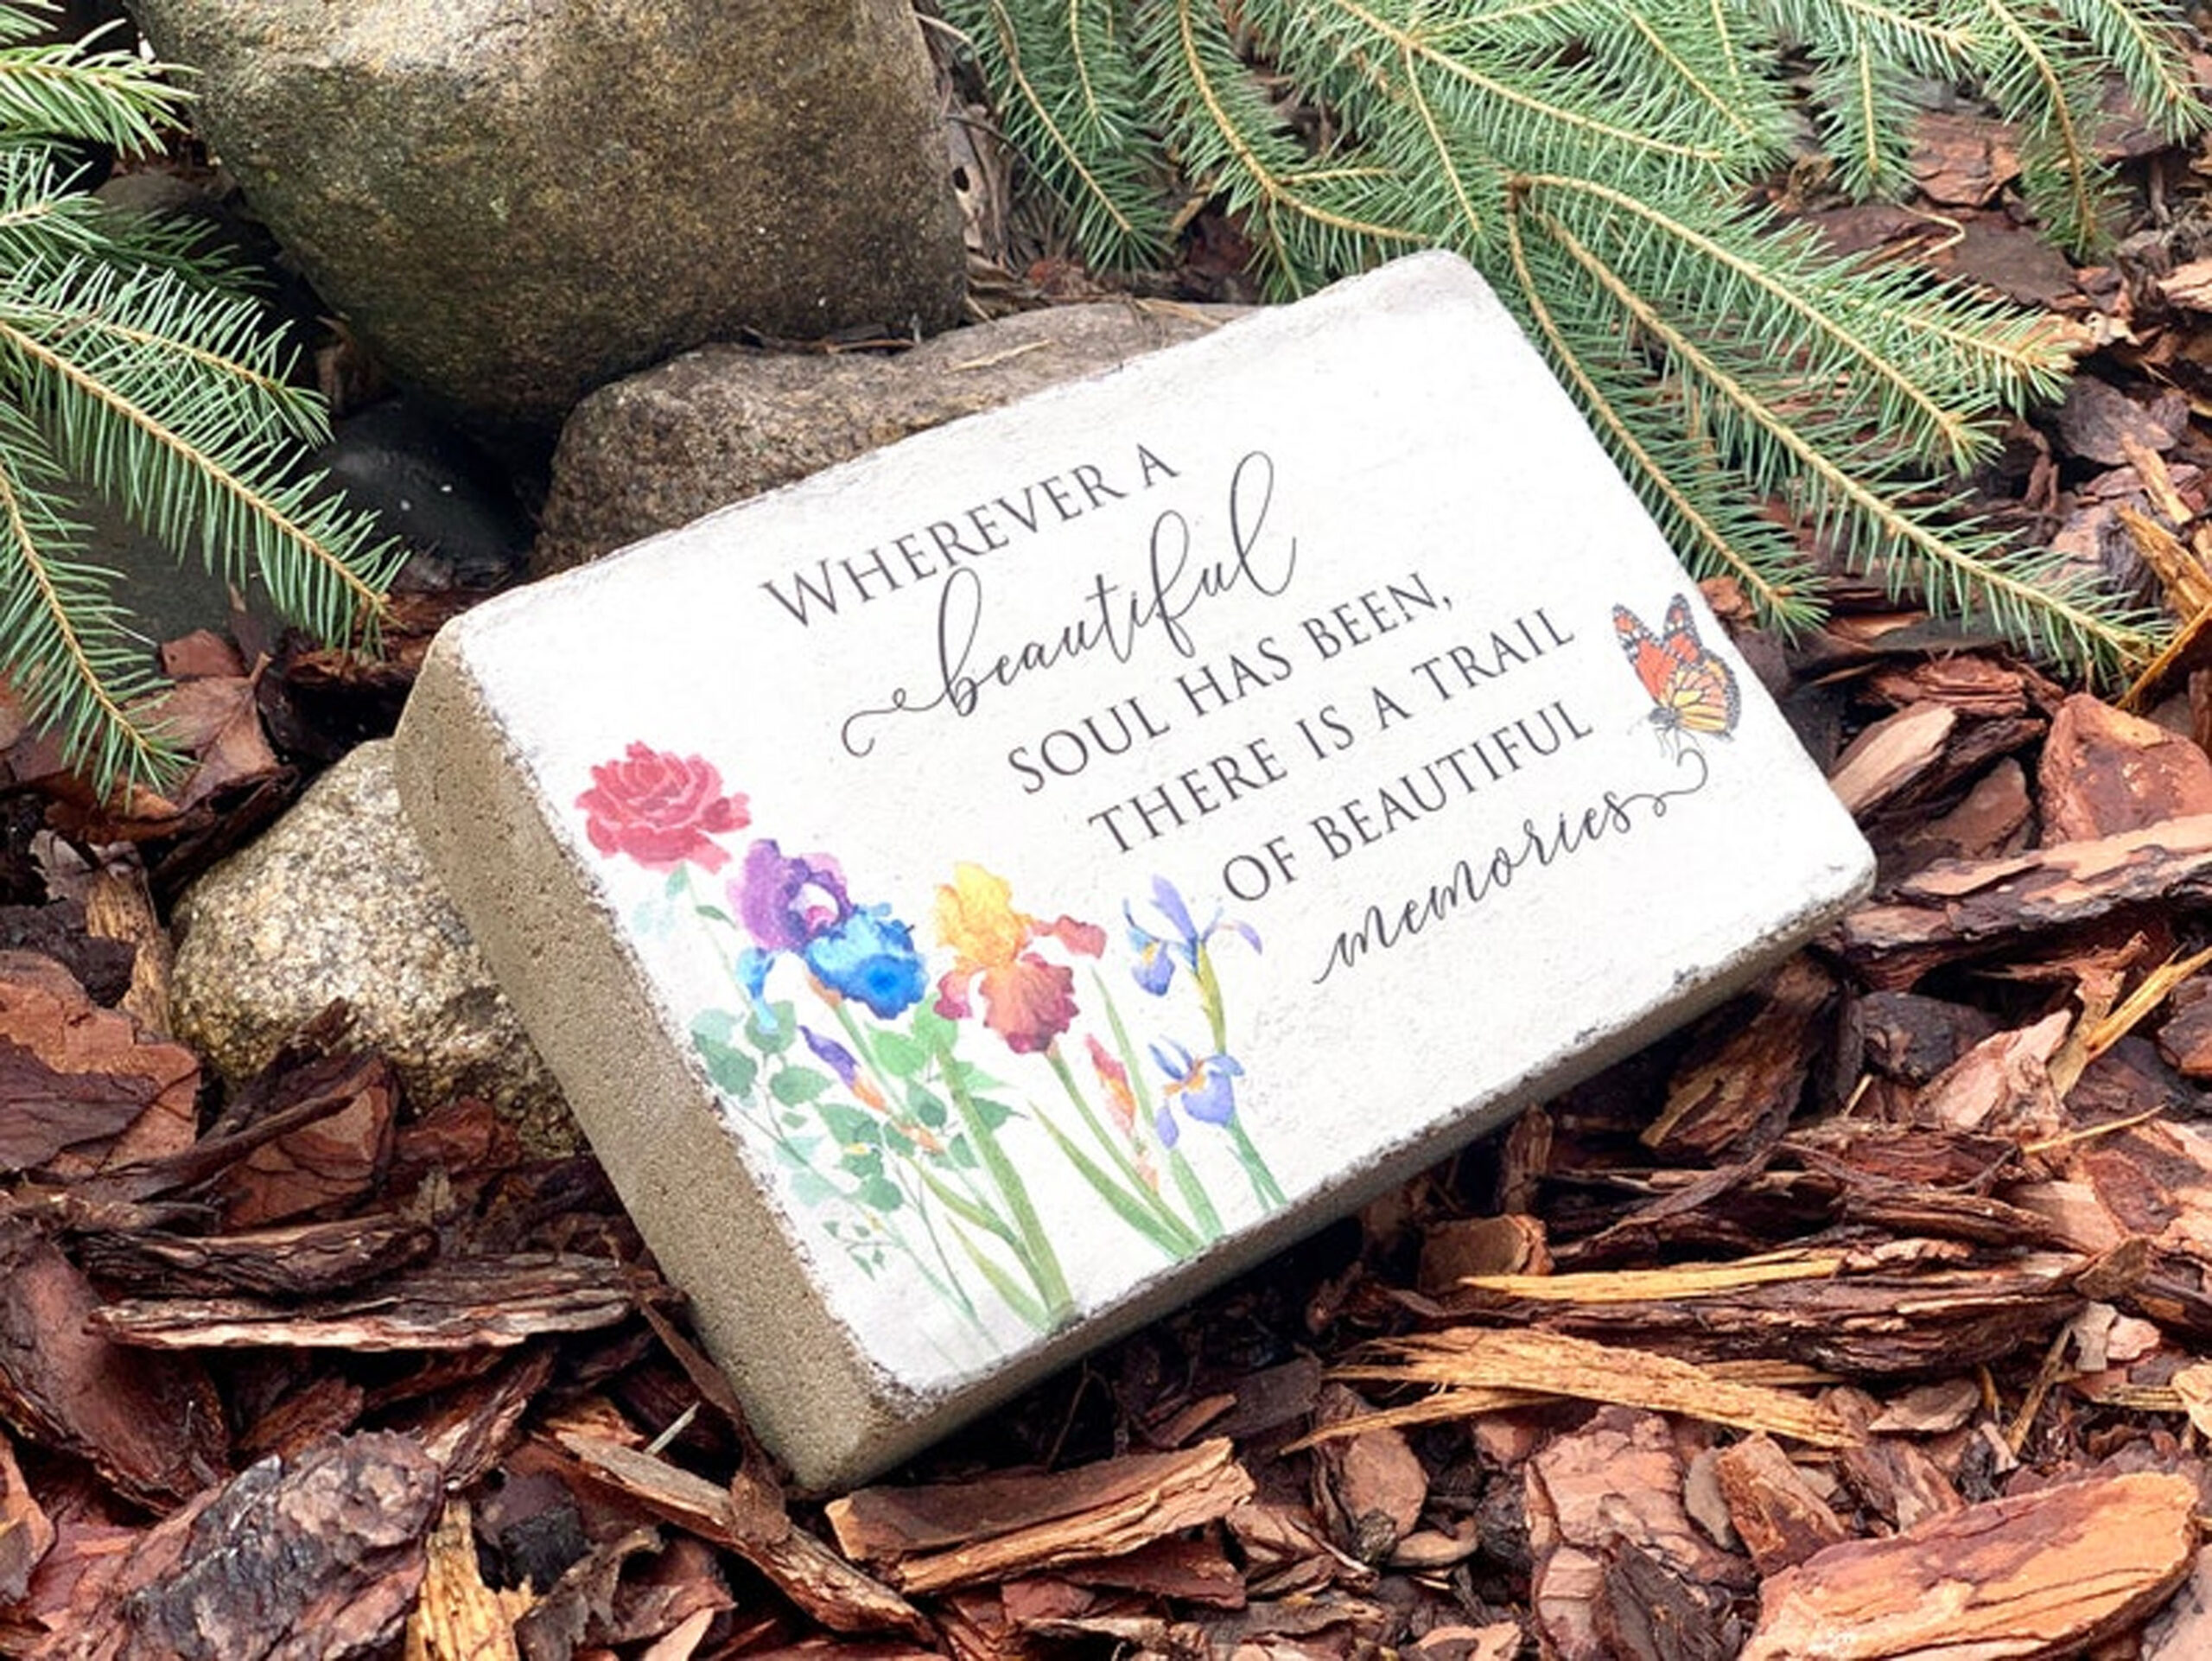 WHEREVER A
beautiful
SOUL HAS BEEN,
THERE IS A TRAIL
OF BEAUTIFUL
memories